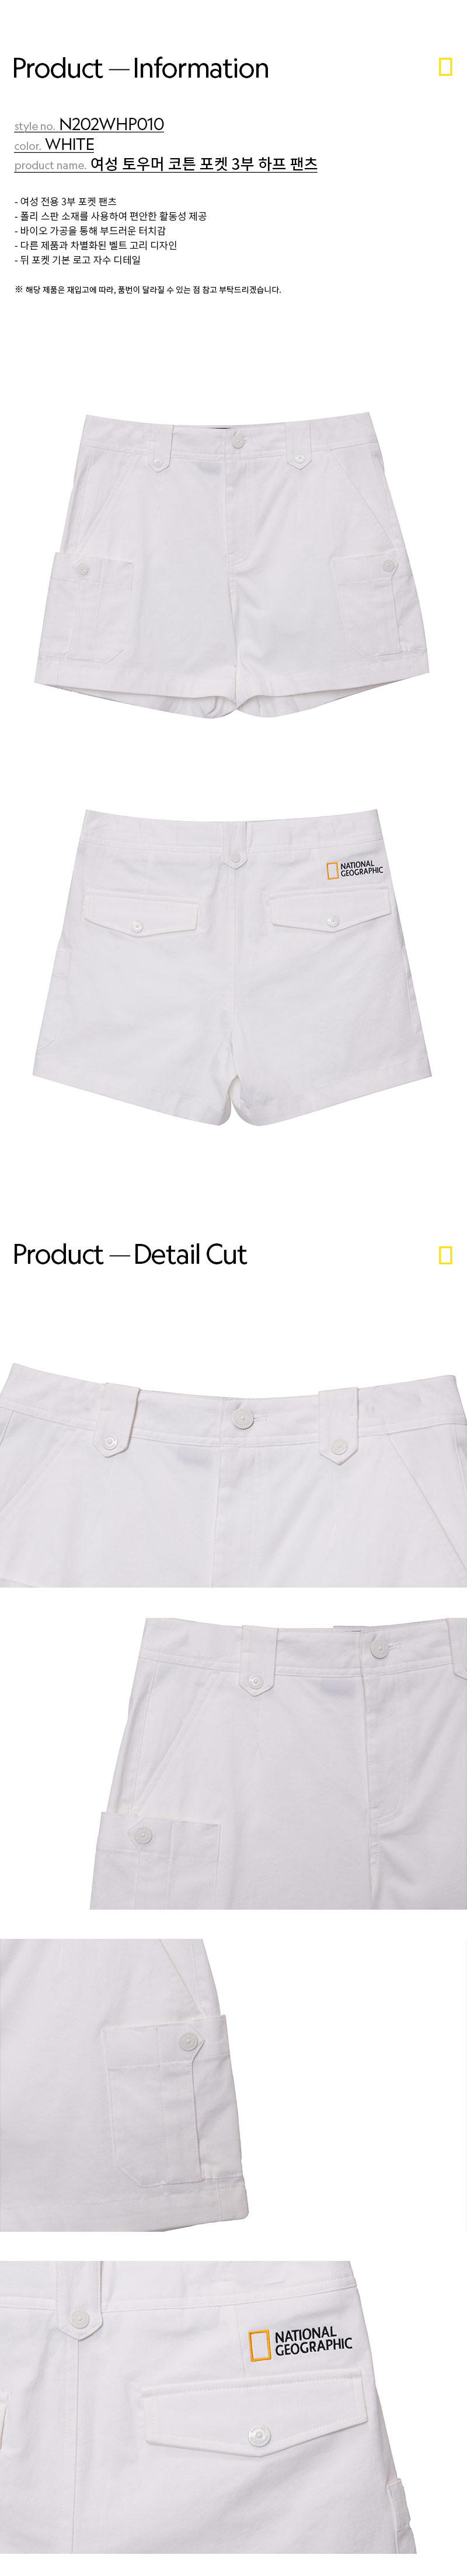 Product — Information
style no. N202WHP010
color. WHITE
product name. 여성 토우머 코튼 포켓 3부 하프 팬츠
- 여성 전용 3부 포켓 팬츠
- 폴리 스판 소재를 사용하여 편안한 활동성 제공
- 바이오 가공을 통해 부드러운 터치감
- 다른 제품과 차별화된 벨트 고리 디자인
- 뒤 포켓 기본 로고 자수 디테일
※ 해당 제품은 재입고에 따라, 품번이 달라질 수 있는 점 참고 부탁드리겠습니다.
NATIONAL
GEOGRAPHIC
Product — Detail Cut
NATIONAL
GEOGRAPHIC